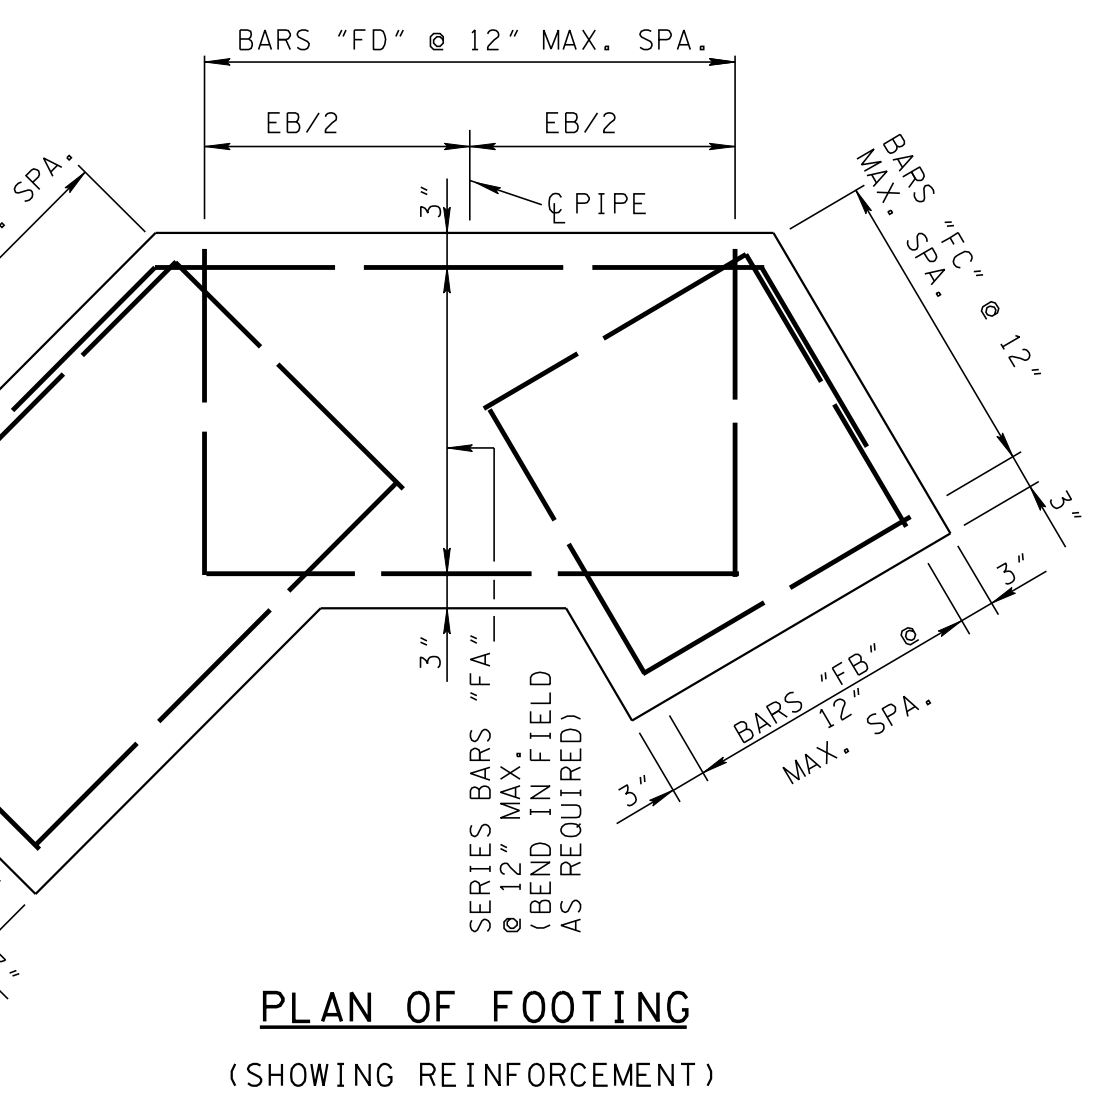 BARS "FD" @ 12" MAX. SPA.
EB/2
EB/2
. SPA.
3"
℄ PIPE
BARS "FC" @ 12"
MAX. SPA.
3"
3"
BARS "FB" @
12"
MAX. SPA.
3"
3"
SERIES BARS "FA"
@ 12" MAX.
(BEND IN FIELD
AS REQUIRED)
PLAN OF FOOTING
(SHOWING REINFORCEMENT)